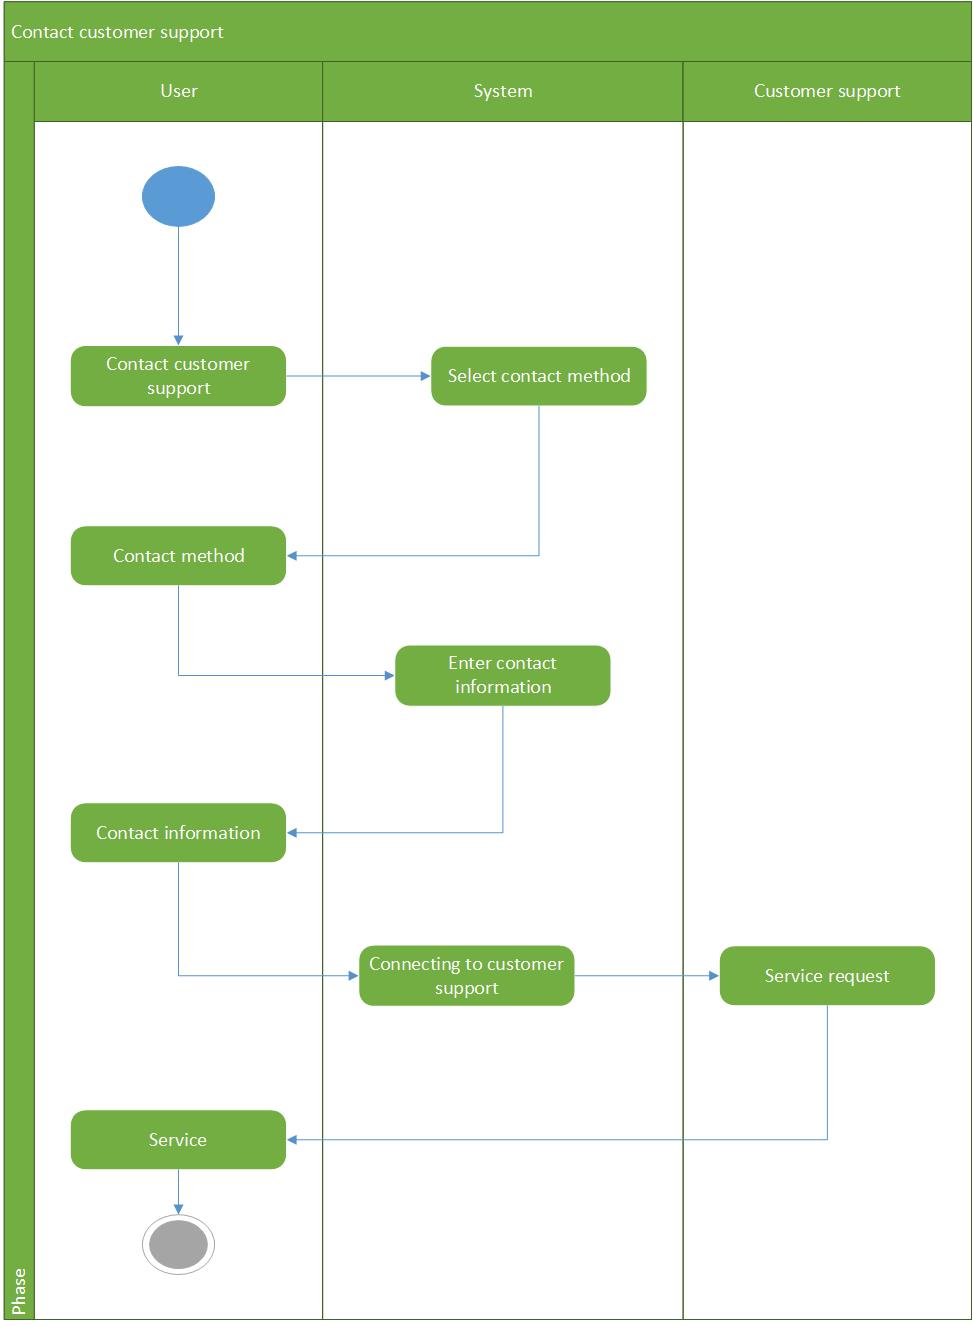 Contact customer support
User
System
Customer support
Contact customer
support
Select contact method
Contact method
Enter contact
information
Contact information
Connecting to customer
support
Service request
Service
Phase